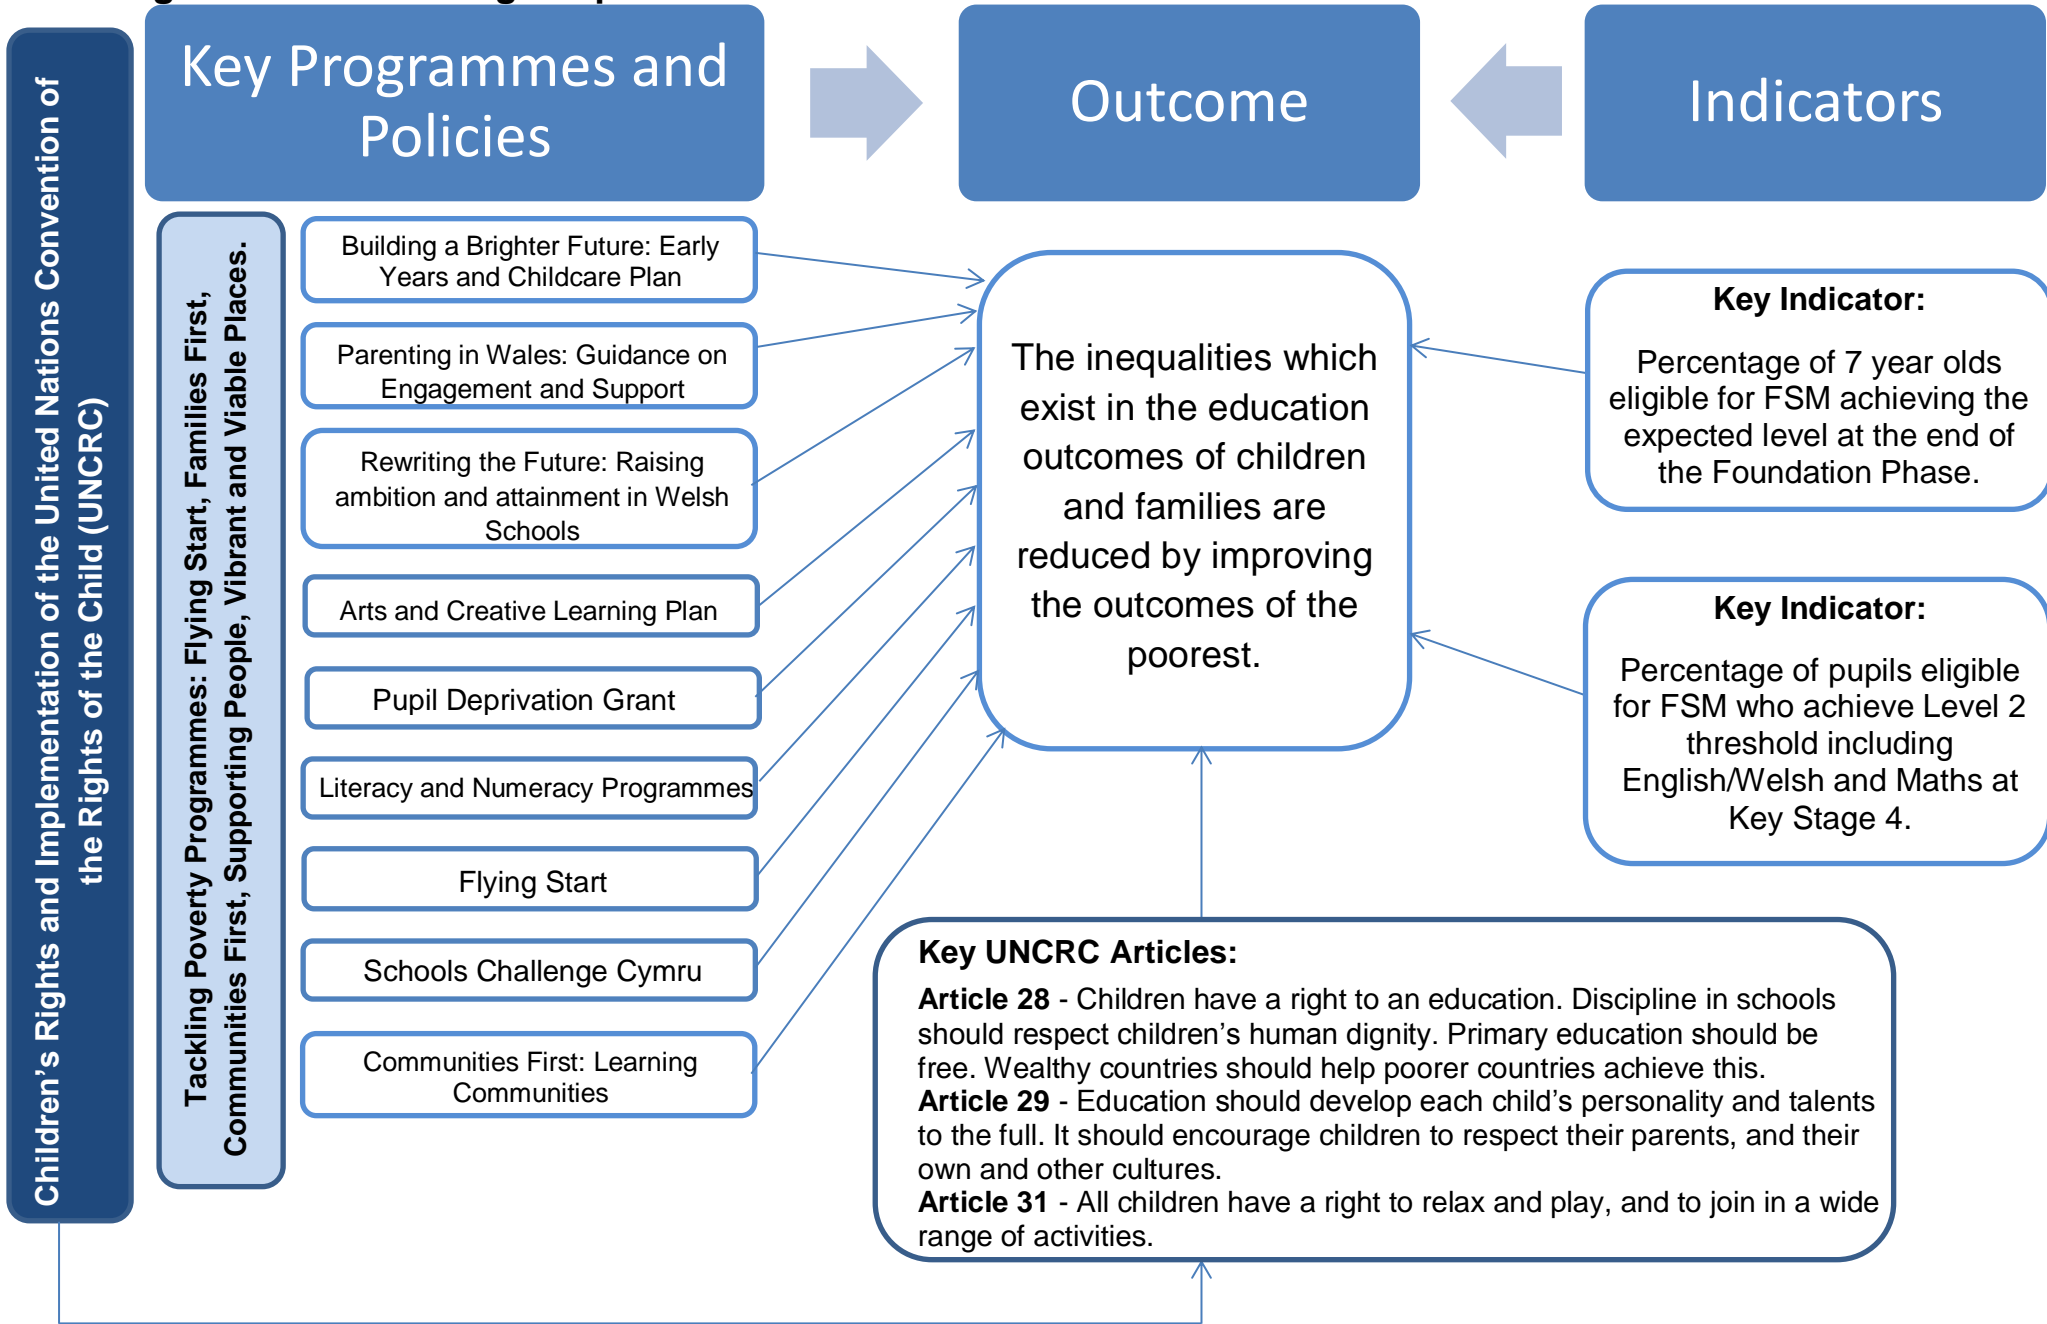 Key Programmes and
Policies
Outcome
Indicators
Children's Rights and Implementation of the United Nations Convention of
the Rights of the Child (UNCRC)
Tackling Poverty Programmes: Flying Start, Families First,
Communities First, Supporting People, Vibrant and Viable Places.
Building a Brighter Future: Early
Years and Childcare Plan
Parenting in Wales: Guidance on
Engagement and Support
Rewriting the Future: Raising
ambition and attainment in Welsh
Schools
Arts and Creative Learning Plan
Pupil Deprivation Grant
Literacy and Numeracy Programmes
Flying Start
Schools Challenge Cymru
Communities First: Learning
Communities
The inequalities which
exist in the education
outcomes of children
and families are
reduced by improving
the outcomes of the
poorest.
Key Indicator:
Percentage of 7 year olds
eligible for FSM achieving the
expected level at the end of
the Foundation Phase.
Key Indicator:
Percentage of pupils eligible
for FSM who achieve Level 2
threshold including
English/Welsh and Maths at
Key Stage 4.
Key UNCRC Articles:
Article 28 - Children have a right to an education. Discipline in schools
should respect children's human dignity. Primary education should be
free. Wealthy countries should help poorer countries achieve this.
Article 29 - Education should develop each child's personality and talents
to the full. It should encourage children to respect their parents, and their
own and other cultures.
Article 31 - All children have a right to relax and play, and to join in a wide
range of activities.